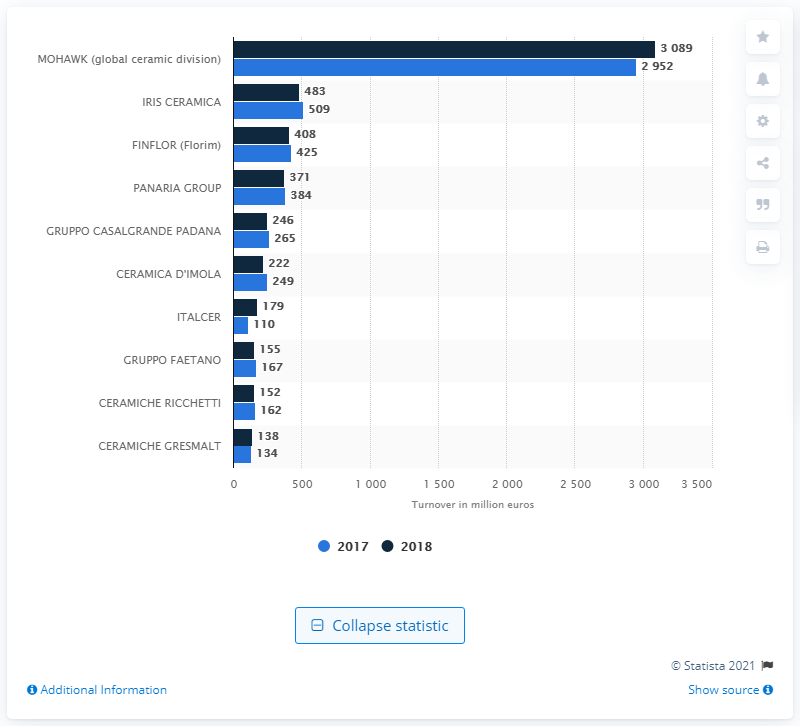 MOHAWK (global ceramic division)
3 089
2 952
IRIS CERAMICA
483
509
FINFLOR (Florim)
408
425
PANARIA GROUP
371
384
GRUPPO CASALGRANDE PADANA
246
265
CERAMICA D'IMOLA
222
249
ITALCER
179
110
GRUPPO FAETANO
155
167
CERAMICHE RICCHETTI
152
162
CERAMICHE GRESMALT
138
134
0 500 1 000 1 500 2 000 2 500 3 000 3 500
Turnover in million euros
2017 2018
Collapse statistic
© Statista 2021
Additional Information
Show source